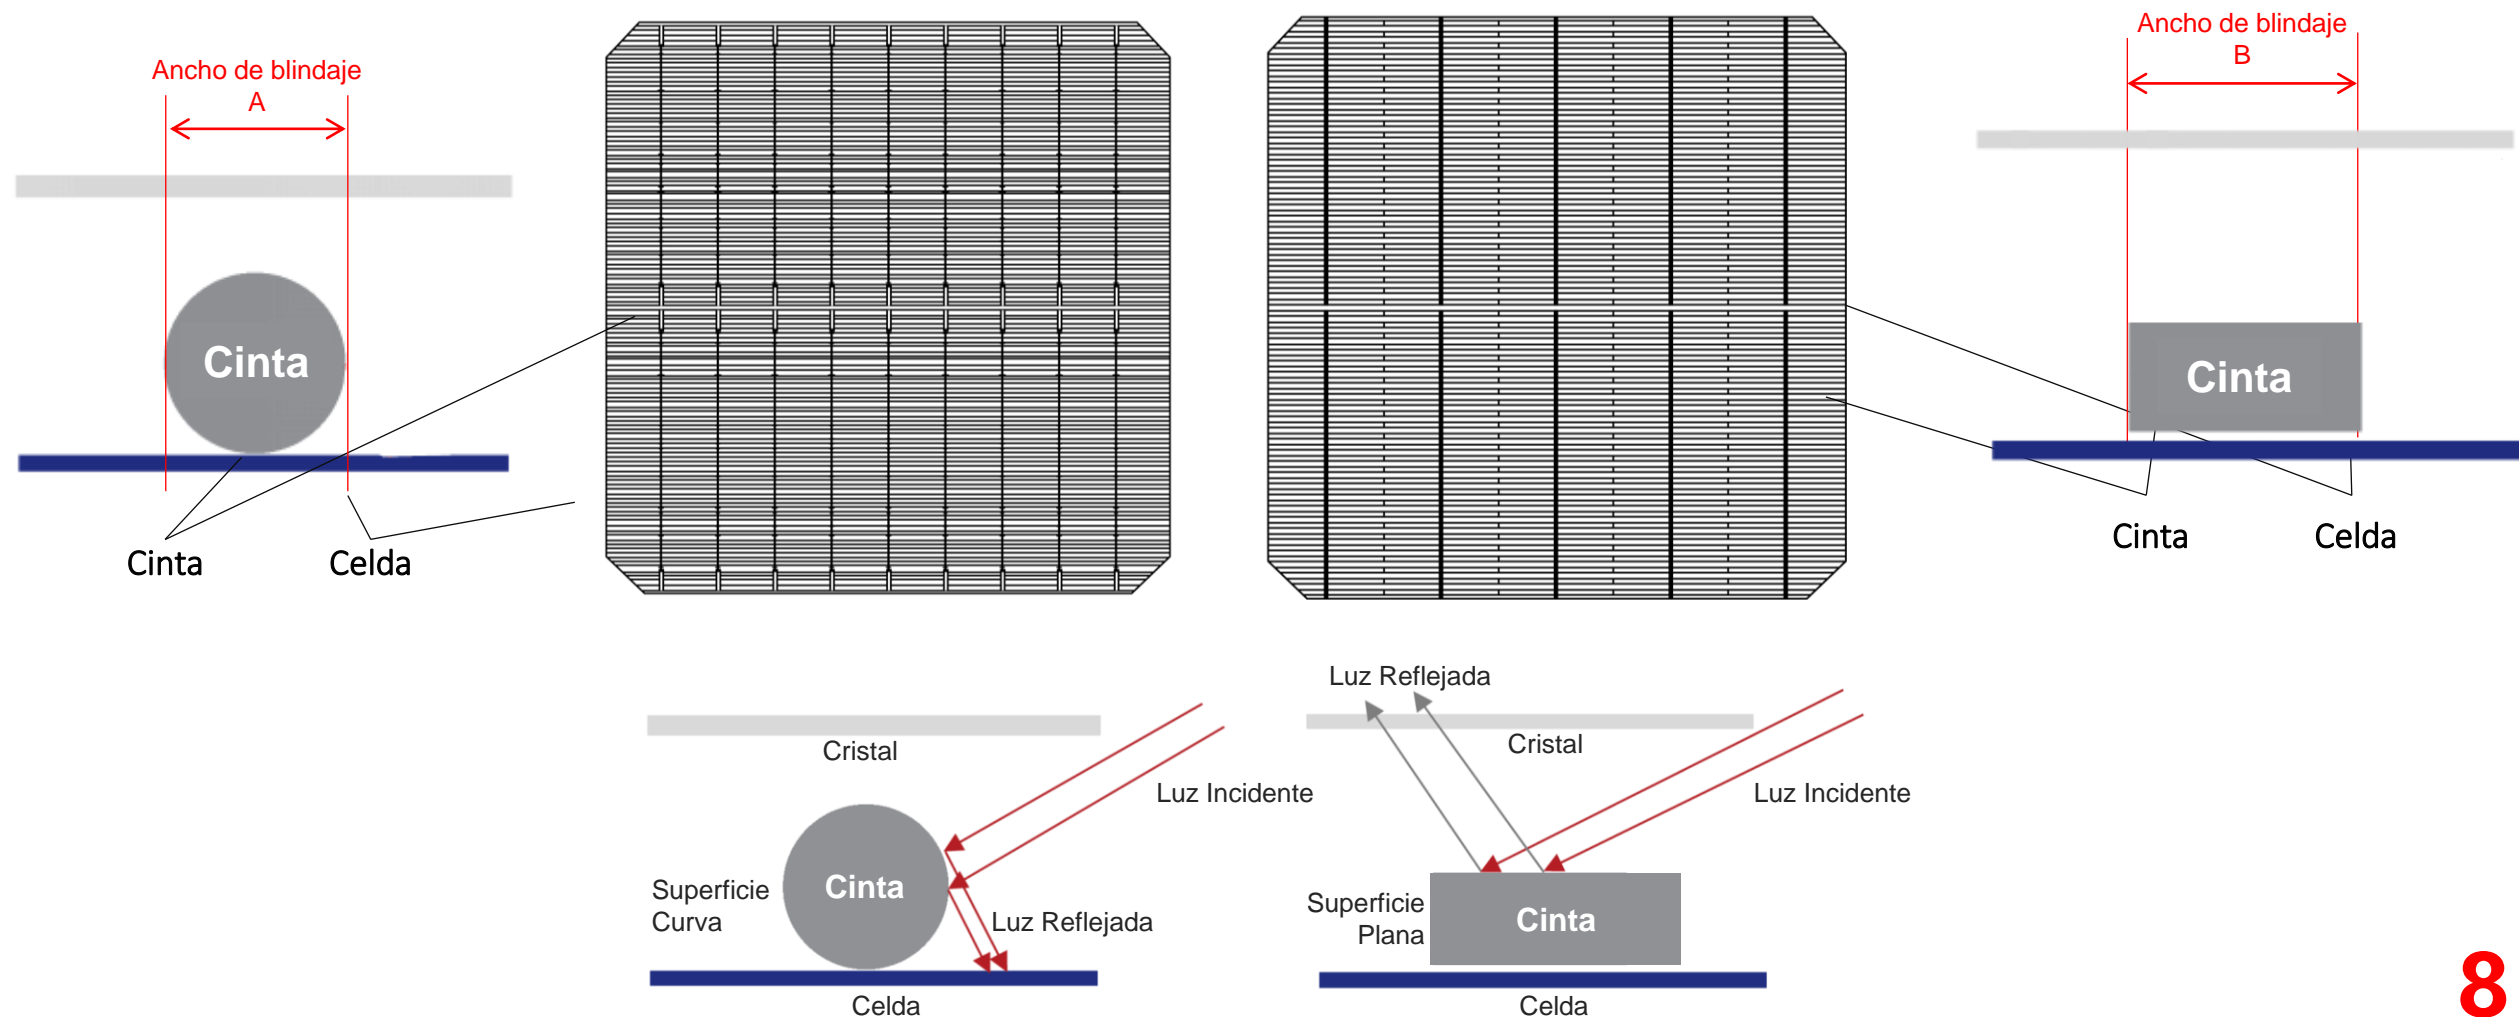 Ancho de blindaje
A
Cinta
Cinta
Celda
Ancho de blindaje
B
Cinta
Cinta
Celda
Cristal
Luz Incidente
Superficie
Curva
Cinta
Luz Reflejada
Celda
Luz Reflejada
Cristal
Luz Incidente
Superficie
Plana
Cinta
Celda
8